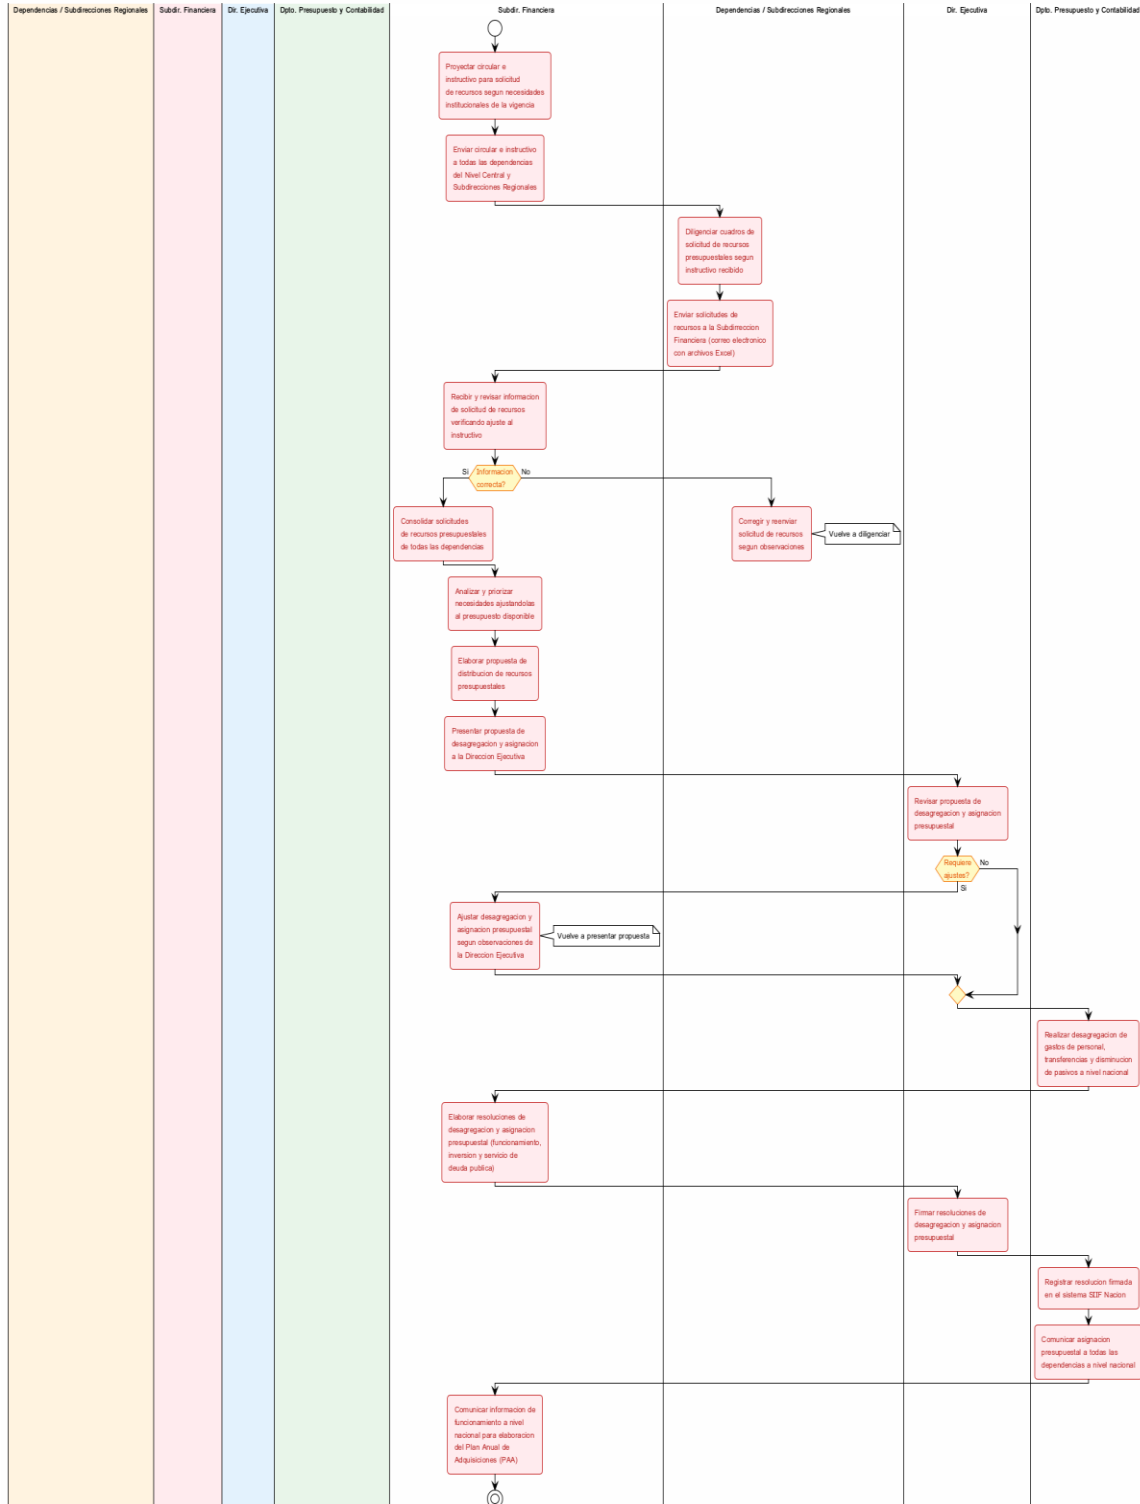 Dependencias / Subdirecciones Regionales
Subdir. Financiera
Dir. Ejecutiva
Dpto. Presupuesto y Contabilidad
Subdir. Financiera
Dependencias / Subdirecciones Regionales
Dir. Ejecutiva
Dpto. Presupuesto y Contabilidad
Proyectar circular e
instructivo para solicitud
de recursos segun necesidades
institucionales de la vigencia
Enviar circular e instructivo
a todas las dependencias
del Nivel Central y
Subdirecciones Regionales
Diligenciar cuadros de
solicitud de recursos
presupuestales segun
instructivo recibido
Enviar solicitudes de
recursos a la Subdirreccion
Financiera (correo electronico
con archivos Excel)
Recibir y revisar informacion
de solicitud de recursos
verificando ajuste al
instructivo
Si
Informacion
correcta?
No
Consolidar solicitudes
de recursos presupuestales
de todas las dependencias
Corregir y reenviar
solicitud de recursos
segun observaciones
Vuelve a diligenciar
Analizar y priorizar
necesidades ajustandolas
al presupuesto disponible
Elaborar propuesta de
distribucion de recursos
presupuestales
Presentar propuesta de
desagregacion y asignacion
a la Direccion Ejecutiva
Revisar propuesta de
desagregacion y asignacion
presupuestal
Requiere
ajustes?
No
Si
Ajustar desagregacion y
asignacion presupuestal
segun observaciones de
la Direccion Ejecutiva
Vuelve a presentar propuesta
Realizar desagregacion de
gastos de personal,
transferencias y disminucion
de pasivos a nivel nacional
Elaborar resoluciones de
desagregacion y asignacion
presupuestal (funcionamiento,
inversion y servicio de
deuda publica)
Firmar resoluciones de
desagregacion y asignacion
presupuestal
Registrar resolucion firmada
en el sistema SIIF Nacion
Comunicar asignacion
presupuestal a todas las
dependencias a nivel nacional
Comunicar informacion de
funcionamiento a nivel
nacional para elaboracion
del Plan Anual de
Adquisiciones (PAA)